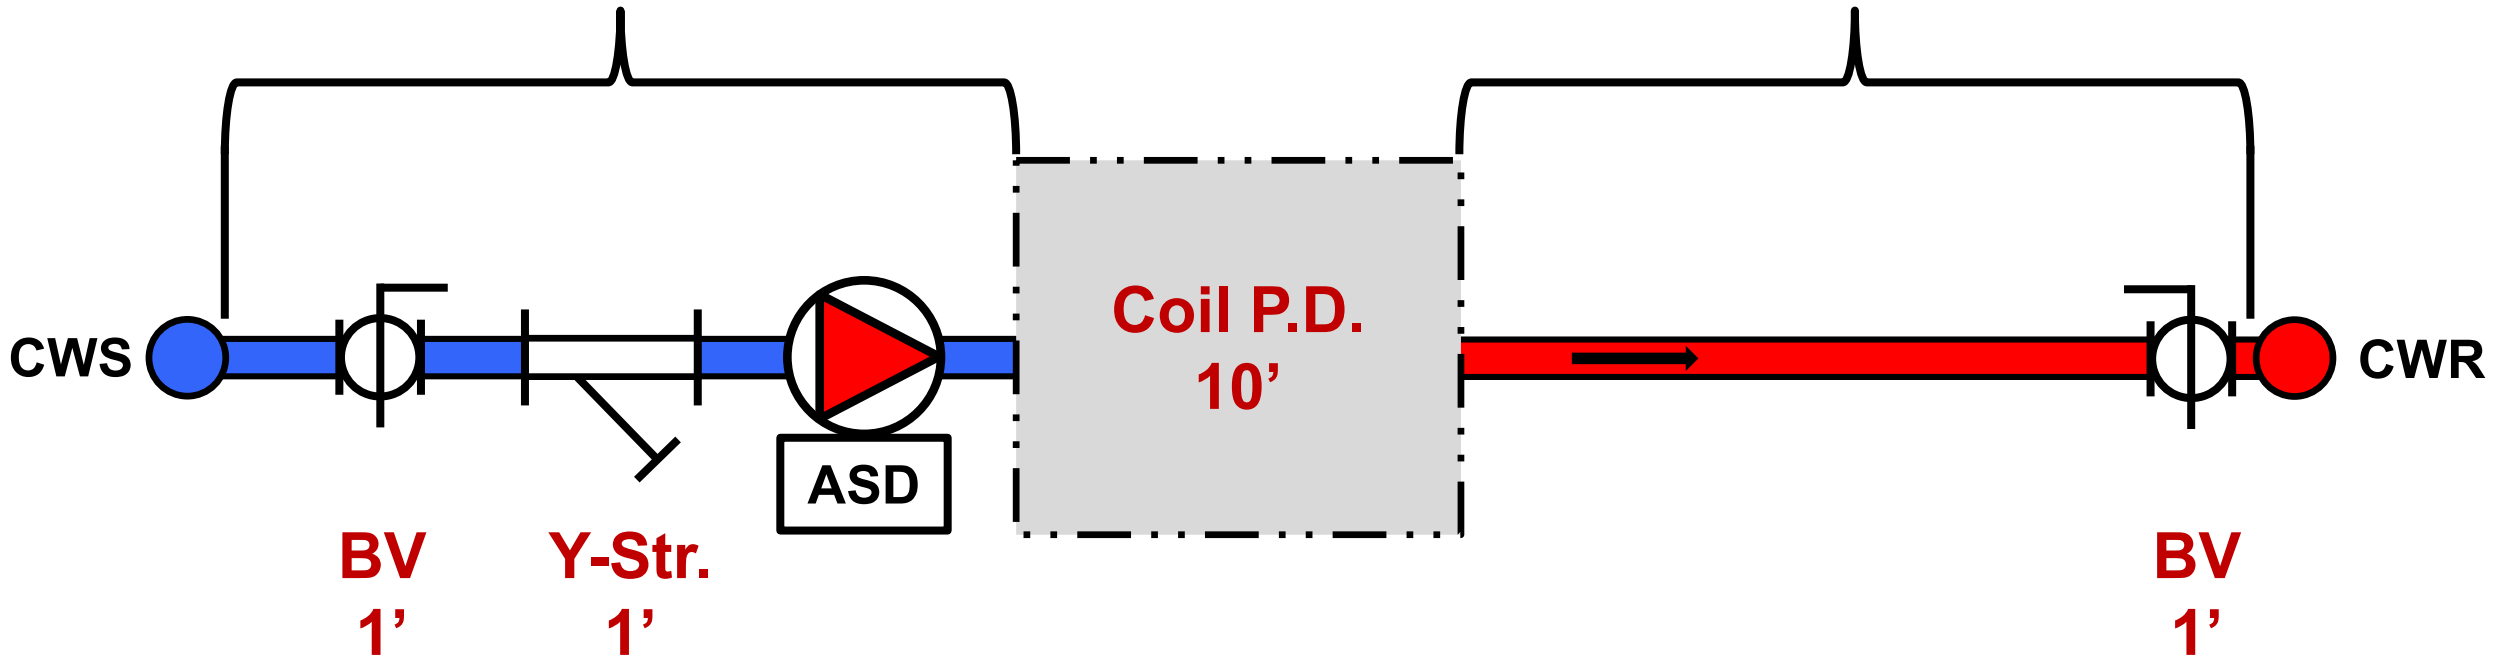 CWS
Coil P.D.
10’
CWR
ASD
BV
1’
Y-Str.
1’
BV
1’